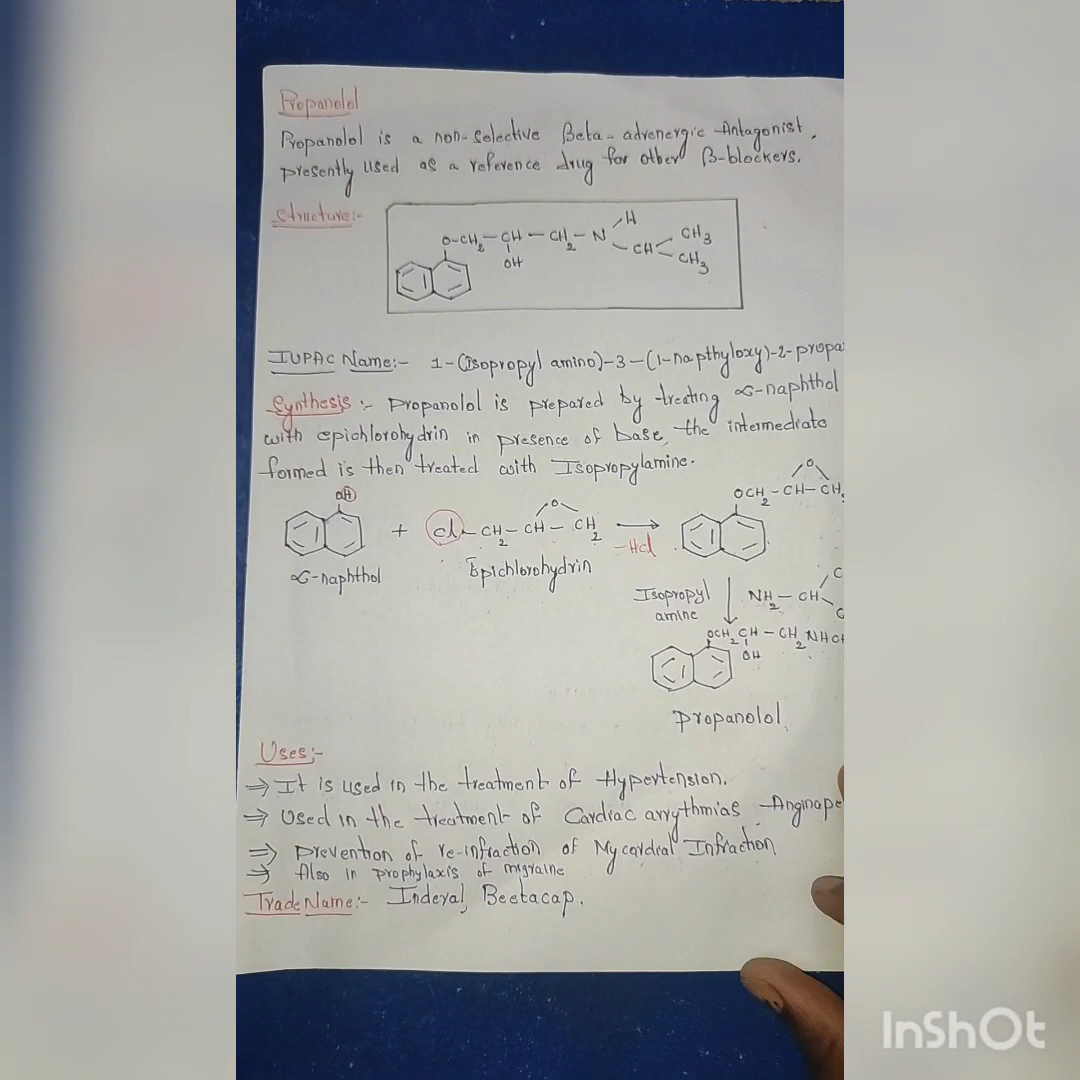 Propanolol
Propanolol is a non-selective Beta-adrenergic Antagonist,
presently used as a reference drug for other β-blockers.
Structure:-
O-CH2-CH-CH2-N
H
CH
CH3
CH3
OH
IUPAC Name:- 1-(Isopropyl amino)-3-(1-napthyloxy)-2-propa
Synthesis:- Propanolol is prepared by treating α-naphthol
with epichlorohydrin in presence of base, the intermediate
formed is then treated with Isopropylamine.
OH
+ Cl-CH2-CH-CH2
O
-Hcl
OCH2-CH-CH2
O
α-naphthol
Epichlorohydrin
Isopropyl
amine
NH2-CH
C
C
OCH2CH-CH2NHCH
OH
Propanolol.
Uses:-
⇒ It is used in the treatment of Hypertension.
⇒ Used in the treatment of Cardiac arrythmias Anginape
⇒ prevention of re-infraction of Mycardial Infraction
⇒ Also in prophylaxis of migraine
Trade Name:- Inderal, Beetacap.
InShOt